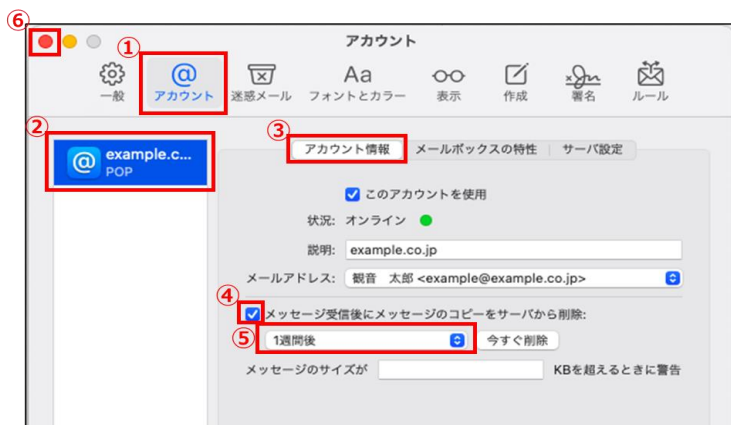 ⑥
アカウント
①
一般 @ アカウント 迷惑メール Aa フォントとカラー 表示 作成 署名 ルール
②
③
@ example.c...
POP
アカウント情報 メールボックスの特性 サーバ設定
このアカウントを使用
状況: オンライン
説明: example.co.jp
メールアドレス: 観音 太郎 <example@example.co.jp>
④
メッセージ受信後にメッセージのコピーをサーバから削除:
⑤ 1週間後 今すぐ削除
メッセージのサイズが KBを超えるときに警告